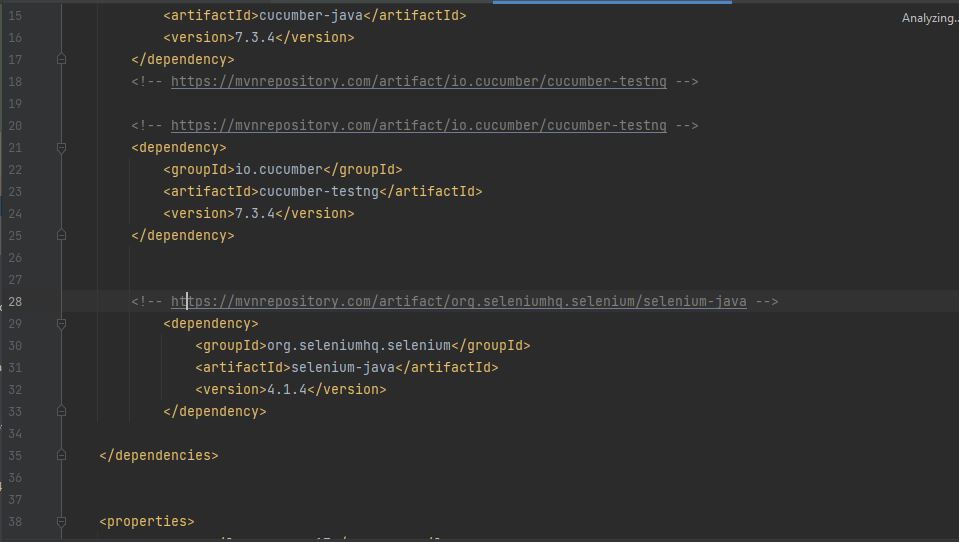 15 <artifactId>cucumber-java</artifactId>
Analyzing..
16 <version>7.3.4</version>
17 </dependency>
18 <!-- https://mvnrepository.com/artifact/io.cucumber/cucumber-testng -->
19
20 <!-- https://mvnrepository.com/artifact/io.cucumber/cucumber-testng -->
21 <dependency>
22 <groupId>io.cucumber</groupId>
23 <artifactId>cucumber-testng</artifactId>
24 <version>7.3.4</version>
25 </dependency>
26
27
28 <!-- https://mvnrepository.com/artifact/org.seleniumhq.selenium/selenium-java -->
29 <dependency>
30 <groupId>org.seleniumhq.selenium</groupId>
31 <artifactId>selenium-java</artifactId>
32 <version>4.1.4</version>
33 </dependency>
34
35 </dependencies>
36
37
38 <properties>